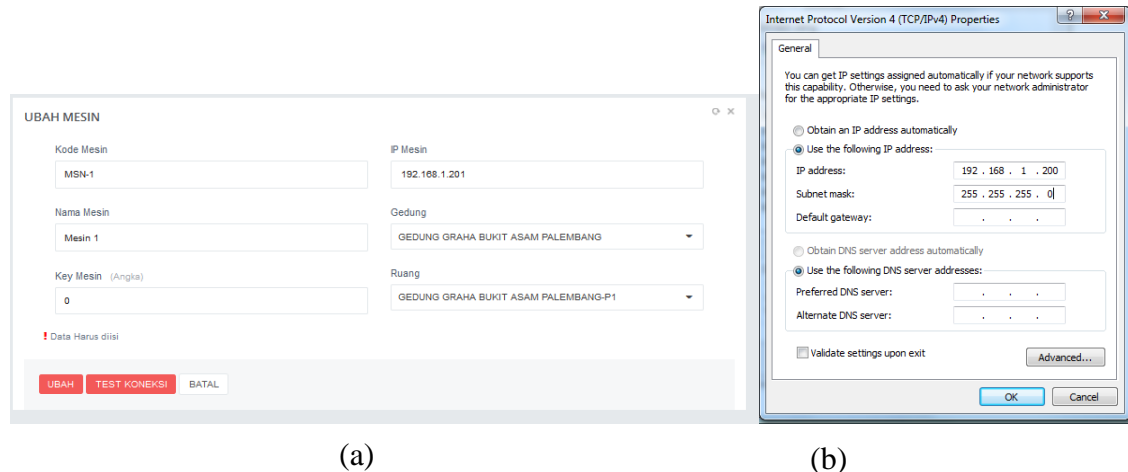 UBAH MESIN
Kode Mesin
MSN-1
IP Mesin
192.168.1.201
Nama Mesin
Mesin 1
Gedung
GEDUNG GRAHA BUKIT ASAM PALEMBANG
Key Mesin (Angka)
0
Ruang
GEDUNG GRAHA BUKIT ASAM PALEMBANG-P1
! Data Harus diisi
UBAH TEST KONEKSI BATAL
(a)
Internet Protocol Version 4 (TCP/IPv4) Properties
General
You can get IP settings assigned automatically if your network supports
this capability. Otherwise, you need to ask your network administrator
for the appropriate IP settings.
Obtain an IP address automatically
Use the following IP address:
IP address: 192 . 168 . 1 . 200
Subnet mask: 255 . 255 . 255 . 0
Default gateway: . . .
Obtain DNS server address automatically
Use the following DNS server addresses:
Preferred DNS server: . . .
Alternate DNS server: . . .
Validate settings upon exit
Advanced...
OK Cancel
(b)